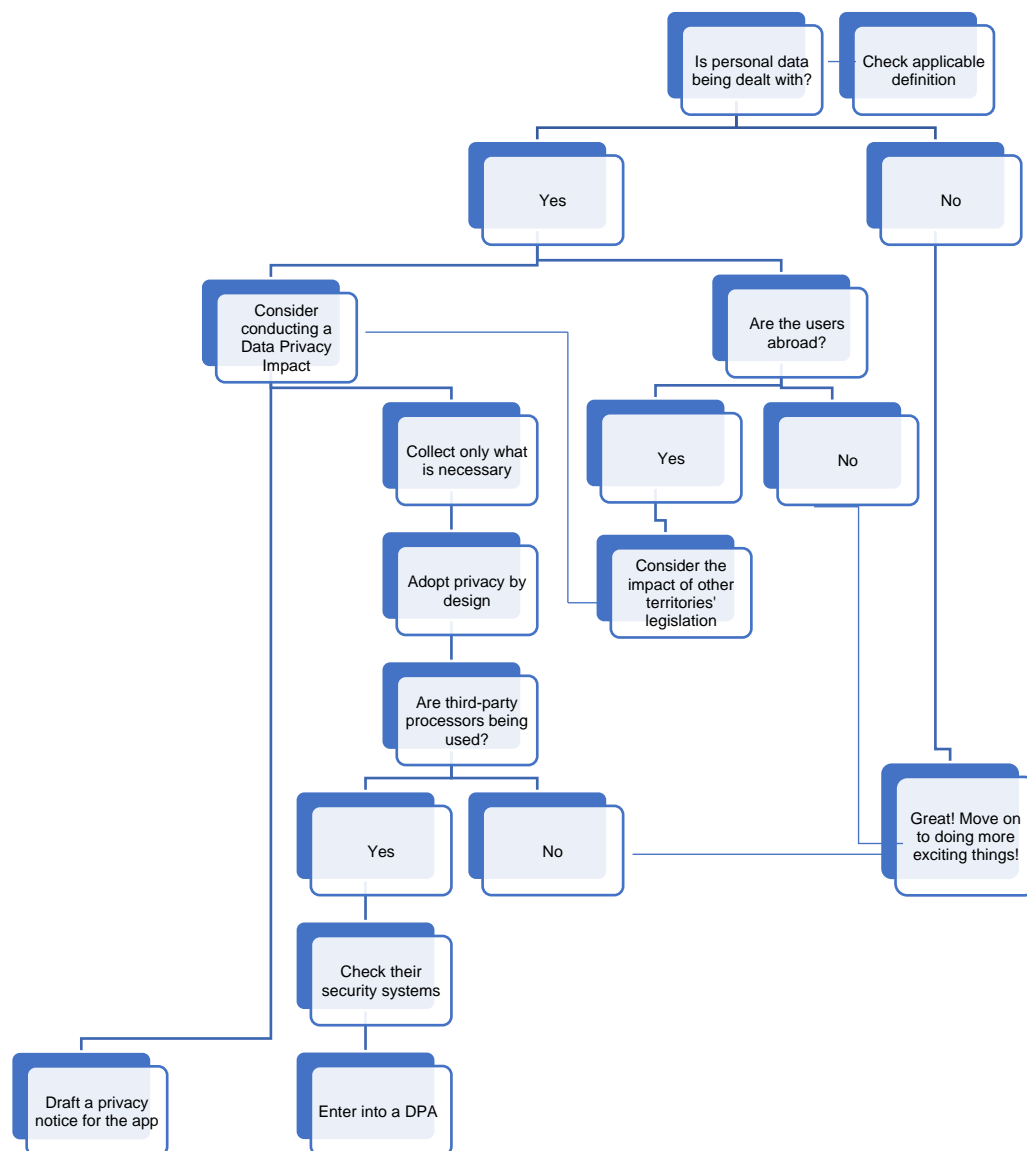 Is personal data
being dealt with?
Check applicable
definition
Yes
No
Consider
conducting a
Data Privacy
Impact
Are the users
abroad?
Collect only what
is necessary
Yes
No
Adopt privacy by
design
Consider the
impact of other
territories'
legislation
Are third-party
processors being
used?
Yes
No
Great! Move on
to doing more
exciting things!
Check their
security systems
Draft a privacy
notice for the app
Enter into a DPA